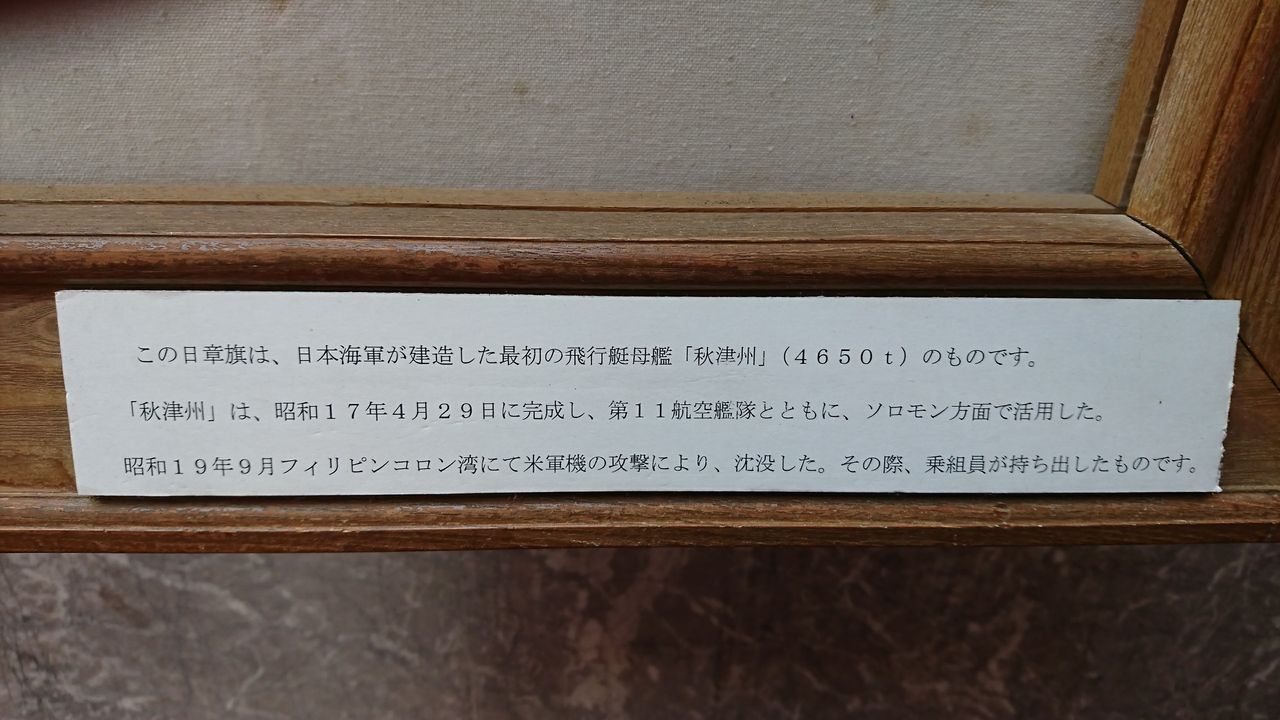 この日章旗は、日本海軍が建造した最初の飛行艇母艦「秋津州」（４６５０ｔ）のものです。
「秋津州」は、昭和１７年４月２９日に完成し、第１１航空艦隊とともに、ソロモン方面で活用した。
昭和１９年９月フィリピンコロン湾にて米軍機の攻撃により、沈没した。その際、乗組員が持ち出したものです。